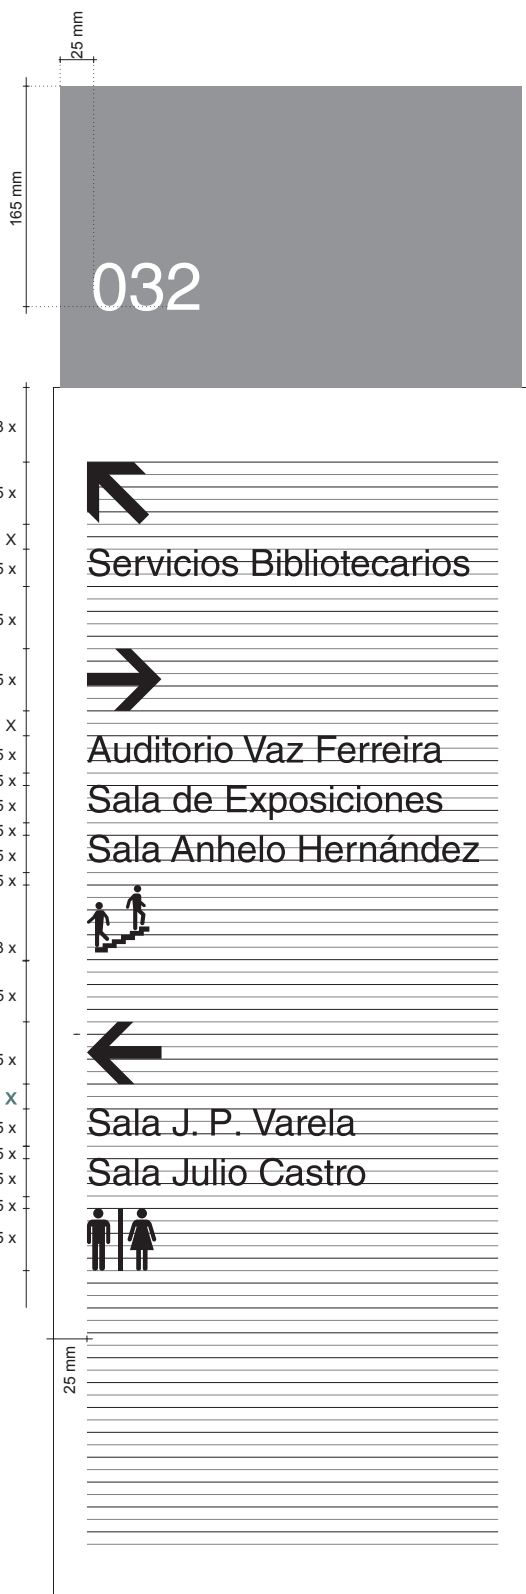 25 mm
165 mm
032
x
x
X
x
Servicios Bibliotecarios
x
x
X
x
Auditorio Vaz Ferreira
x
x
Sala de Exposiciones
x
x
Sala Anhelo Hernández
x
x
x
x
X
x
Sala J. P. Varela
x
x
Sala Julio Castro
x
x
25 mm